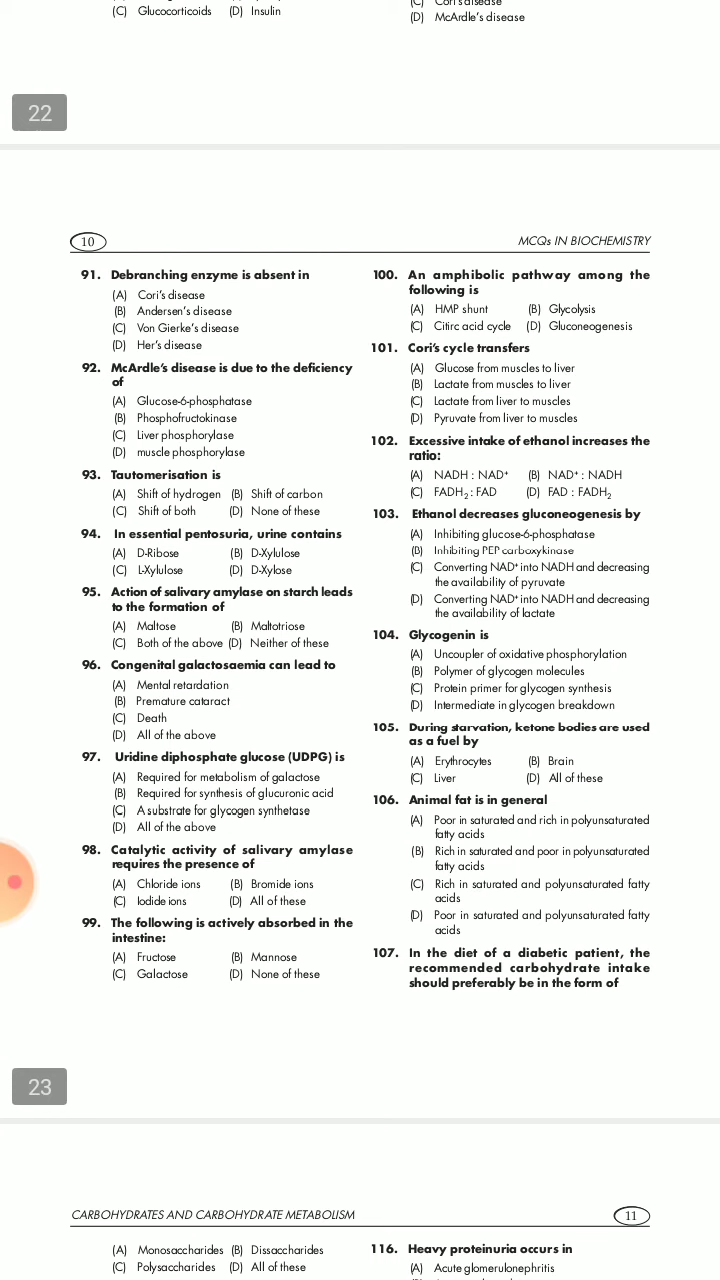 (C) Glucocorticoids (D) Insulin
(C) Cori's disease
(D) McArdle's disease
22
10
MCQs IN BIOCHEMISTRY
91. Debranching enzyme is absent in
(A) Cori's disease
(B) Andersen's disease
(C) Von Gierke's disease
(D) Her's disease
92. McArdle's disease is due to the deficiency
of
(A) Glucose-6-phosphatase
(B) Phosphofructokinase
(C) Liver phosphorylase
(D) muscle phosphorylase
93. Tautomerisation is
(A) Shift of hydrogen (B) Shift of carbon
(C) Shift of both (D) None of these
94. In essential pentosuria, urine contains
(A) D-Ribose (B) D-Xylulose
(C) L-Xylulose (D) D-Xylose
95. Action of salivary amylase on starch leads
to the formation of
(A) Maltose (B) Maltotriose
(C) Both of the above (D) Neither of these
96. Congenital galactosaemia can lead to
(A) Mental retardation
(B) Premature cataract
(C) Death
(D) All of the above
97. Uridine diphosphate glucose (UDPG) is
(A) Required for metabolism of galactose
(B) Required for synthesis of glucuronic acid
(C) A substrate for glycogen synthetase
(D) All of the above
98. Catalytic activity of salivary amylase
requires the presence of
(A) Chloride ions (B) Bromide ions
(C) Iodide ions (D) All of these
99. The following is actively absorbed in the
intestine:
(A) Fructose (B) Mannose
(C) Galactose (D) None of these
100. An amphibolic pathway among the
following is
(A) HMP shunt (B) Glycolysis
(C) Citirc acid cycle (D) Gluconeogenesis
101. Cori's cycle transfers
(A) Glucose from muscles to liver
(B) Lactate from muscles to liver
(C) Lactate from liver to muscles
(D) Pyruvate from liver to muscles
102. Excessive intake of ethanol increases the
ratio:
(A) NADH : NAD⁺ (B) NAD⁺ : NADH
(C) FADH₂ : FAD (D) FAD : FADH₂
103. Ethanol decreases gluconeogenesis by
(A) Inhibiting glucose-6-phosphatase
(B) Inhibiting PEP carboxykinase
(C) Converting NAD⁺ into NADH and decreasing
the availability of pyruvate
(D) Converting NAD⁺ into NADH and decreasing
the availability of lactate
104. Glycogenin is
(A) Uncoupler of oxidative phosphorylation
(B) Polymer of glycogen molecules
(C) Protein primer for glycogen synthesis
(D) Intermediate in glycogen breakdown
105. During starvation, ketone bodies are used
as a fuel by
(A) Erythrocytes (B) Brain
(C) Liver (D) All of these
106. Animal fat is in general
(A) Poor in saturated and rich in polyunsaturated
fatty acids
(B) Rich in saturated and poor in polyunsaturated
fatty acids
(C) Rich in saturated and polyunsaturated fatty
acids
(D) Poor in saturated and polyunsaturated fatty
acids
107. In the diet of a diabetic patient, the
recommended carbohydrate intake
should preferably be in the form of
23
CARBOHYDRATES AND CARBOHYDRATE METABOLISM
11
(A) Monosaccharides (B) Dissaccharides
(C) Polysaccharides (D) All of these
116. Heavy proteinuria occurs in
(A) Acute glomerulonephritis